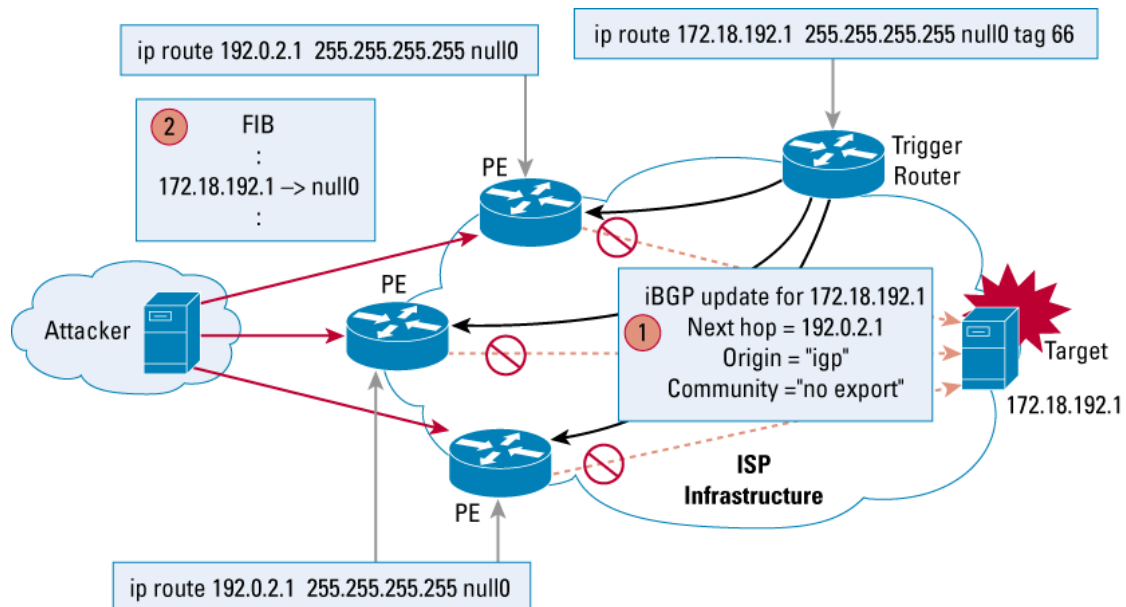 ip route 192.0.2.1 255.255.255.255 null0
ip route 172.18.192.1 255.255.255.255 null0 tag 66
2
FIB
:
172.18.192.1 –> null0
:
PE
Trigger
Router
PE
Attacker
1
iBGP update for 172.18.192.1
Next hop = 192.0.2.1
Origin = "igp"
Community ="no export"
Target
172.18.192.1
ISP
Infrastructure
PE
ip route 192.0.2.1 255.255.255.255 null0